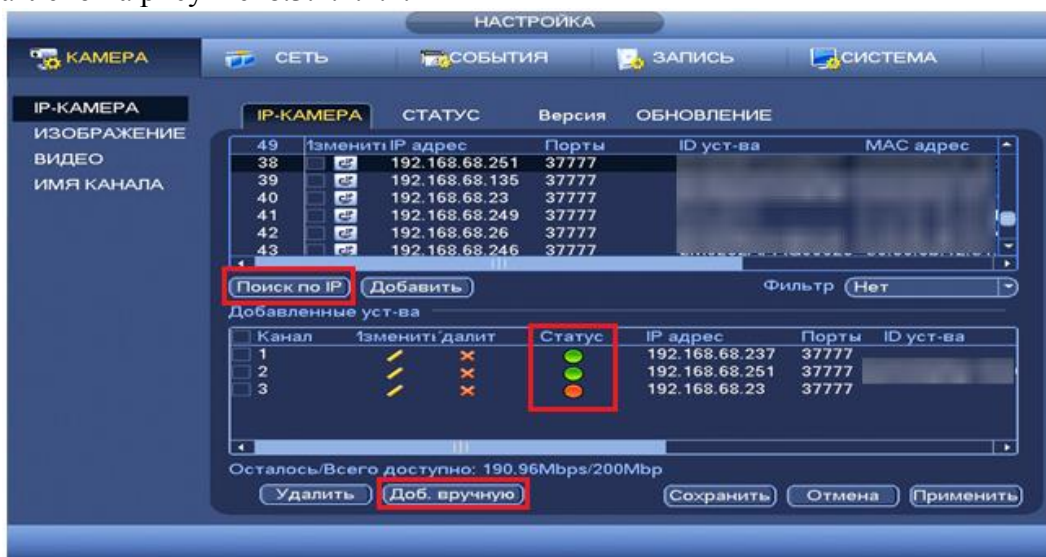 НАСТРОЙКА
КАМЕРА СЕТЬ СОБЫТИЯ ЗАПИСЬ СИСТЕМА
IP-КАМЕРА IP-КАМЕРА СТАТУС Версия ОБНОВЛЕНИЕ
ИЗОБРАЖЕНИЕ
ВИДЕО
ИМЯ КАНАЛА
49 IP адрес Порты ID уст-ва MAC адрес
38 192.168.68.251 37777
39 192.168.68.135 37777
40 192.168.68.23 37777
41 192.168.68.249 37777
42 192.168.68.26 37777
43 192.168.68.246 37777
Поиск по IP Добавить Фильтр Нет
Добавленные уст-ва
Канал Статус IP адрес Порты ID уст-ва
1 192.168.68.237 37777
2 192.168.68.251 37777
3 192.168.68.23 37777
Осталось/Всего доступно: 190.96Mbps/200Mbp
Удалить Доб. вручную Сохранить Отмена Применить